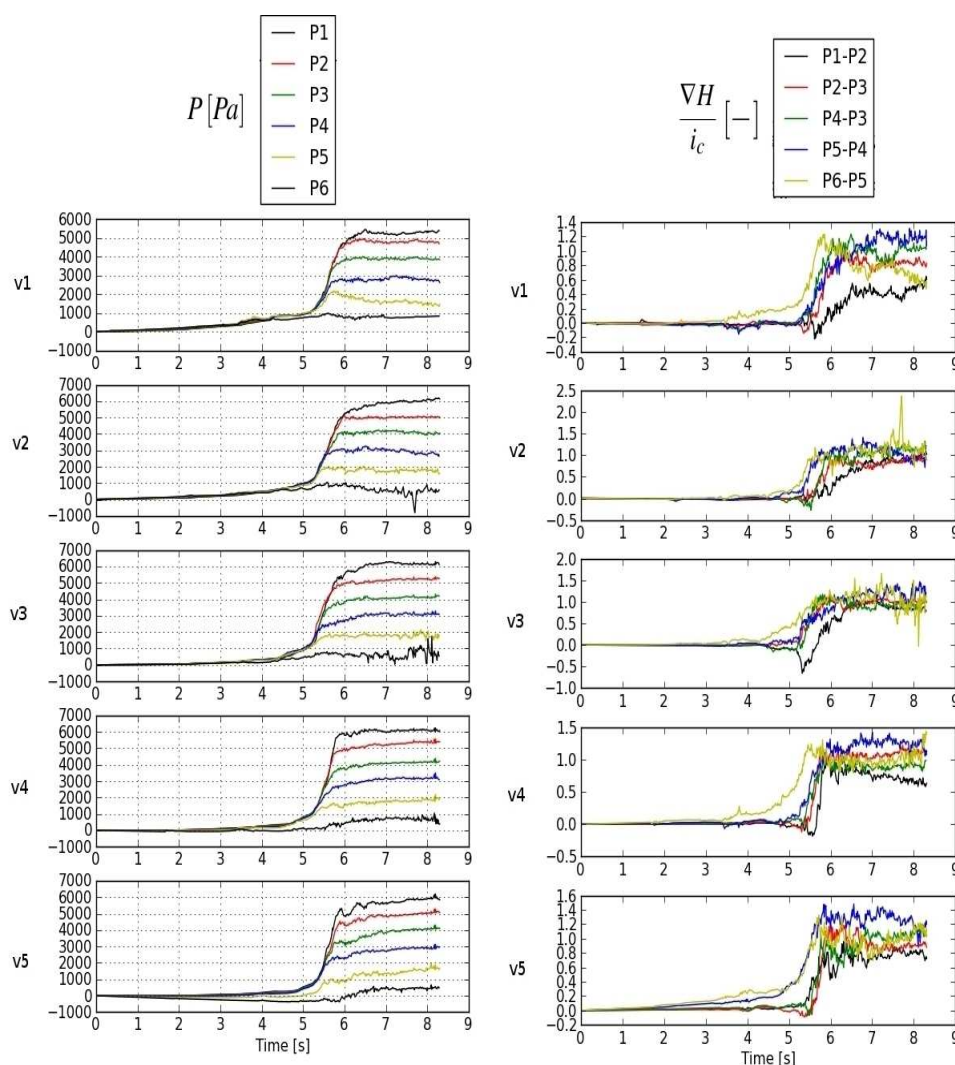 P [Pa]
P1
P2
P3
P4
P5
P6
∇H
i_c [−]
P1-P2
P2-P3
P4-P3
P5-P4
P6-P5
v1
6000
5000
4000
3000
2000
1000
0
−1000
0 1 2 3 4 5 6 7 8 9
v1
1.4
1.2
1.0
0.8
0.6
0.4
0.2
0.0
−0.2
−0.4
0 1 2 3 4 5 6 7 8 9
v2
7000
6000
5000
4000
3000
2000
1000
0
−1000
0 1 2 3 4 5 6 7 8 9
v2
2.5
2.0
1.5
1.0
0.5
0.0
−0.5
0 1 2 3 4 5 6 7 8 9
v3
7000
6000
5000
4000
3000
2000
1000
0
−1000
0 1 2 3 4 5 6 7 8 9
v3
2.0
1.5
1.0
0.5
0.0
−0.5
−1.0
0 1 2 3 4 5 6 7 8 9
v4
7000
6000
5000
4000
3000
2000
1000
0
−1000
0 1 2 3 4 5 6 7 8 9
v4
1.5
1.0
0.5
0.0
−0.5
0 1 2 3 4 5 6 7 8 9
v5
7000
6000
5000
4000
3000
2000
1000
0
−1000
0 1 2 3 4 5 6 7 8 9
Time [s]
v5
1.6
1.4
1.2
1.0
0.8
0.6
0.4
0.2
0.0
−0.2
0 1 2 3 4 5 6 7 8 9
Time [s]